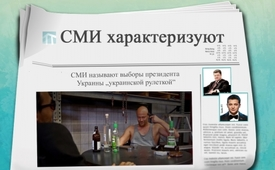 СМИ характеризуют
СМИ называют выборы президента
Украины „украинской рулеткой”